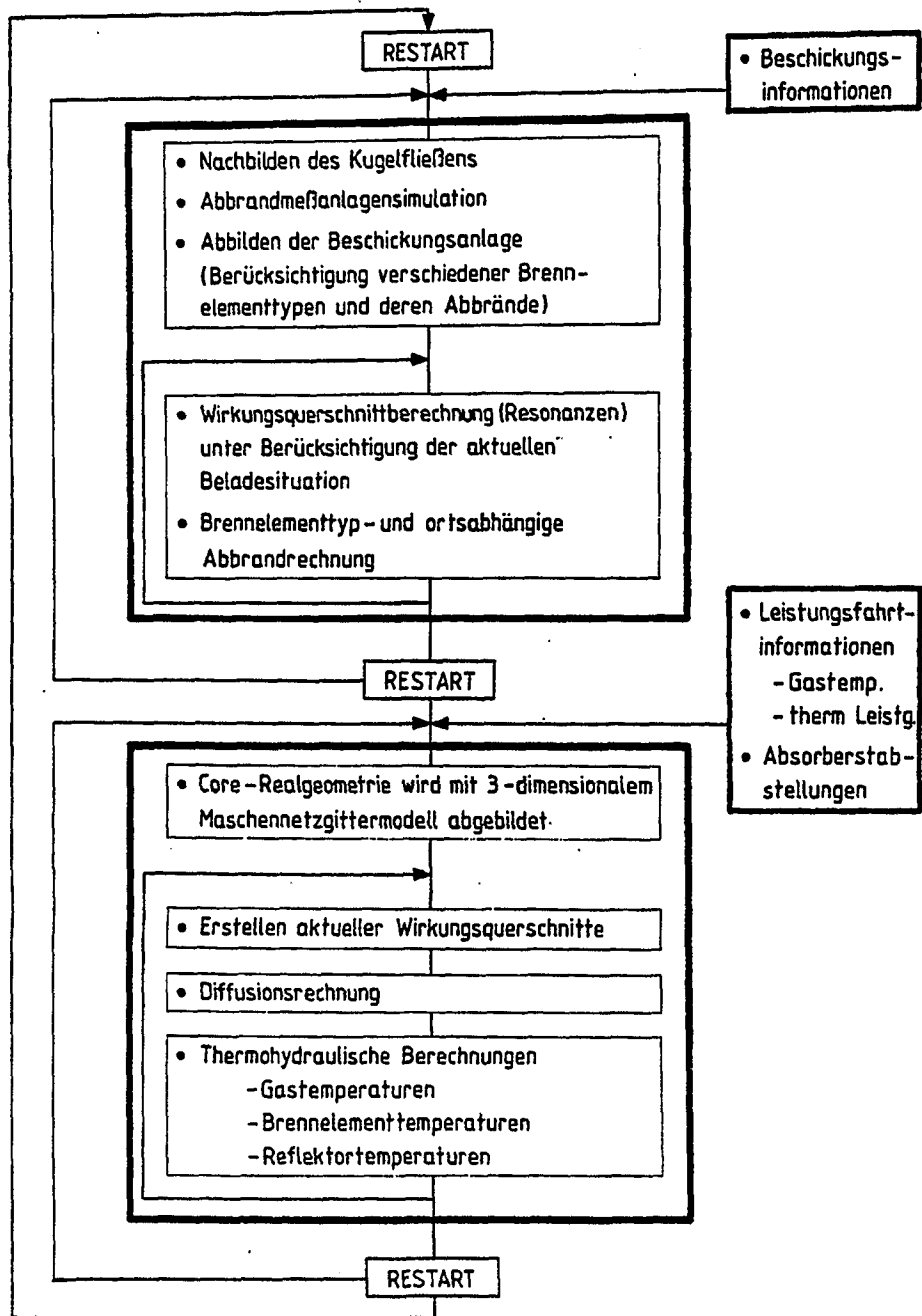 RESTART
• Beschickungs-
informationen
• Nachbilden des Kugelfließens
• Abbrandmeßanlagensimulation
• Abbilden der Beschickungsanlage
(Berücksichtigung verschiedener Brenn-
elementtypen und deren Abbrände)
• Wirkungsquerschnittberechnung (Resonanzen)
unter Berücksichtigung der aktuellen
Beladesituation
• Brennelementtyp- und ortsabhängige
Abbrandrechnung
RESTART
• Leistungsfahrt-
informationen
- Gastemp.
- therm Leistg.
• Absorberstab-
stellungen
• Core-Realgeometrie wird mit 3-dimensionalem
Maschennetzgittermodell abgebildet.
• Erstellen aktueller Wirkungsquerschnitte
• Diffusionsrechnung
• Thermohydraulische Berechnungen
- Gastemperaturen
- Brennelementtemperaturen
- Reflektortemperaturen
RESTART